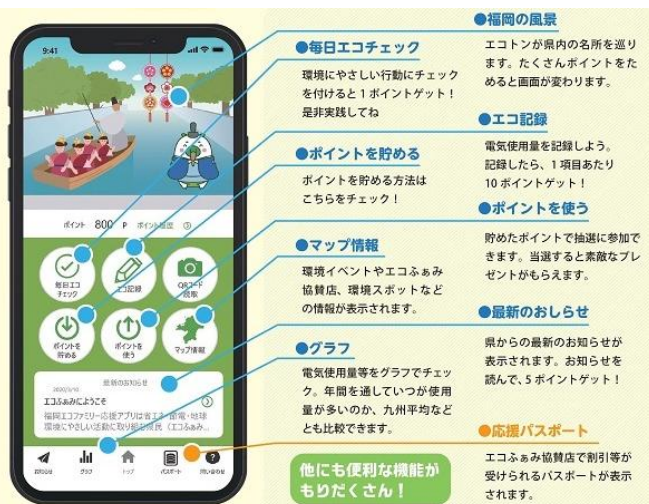 9:41
ポイント 800 P ポイント履歴
毎日エコ
チェック
エコ記録
QRコード
読取
ポイントを
貯める
ポイントを
使う
マップ情報
最新のお知らせ
2020/3/10
エコふぁみにようこそ
福岡エコファミリー応援アプリは省エネ・節電・地球
環境にやさしい活動に取り組む県民（エコふぁみ...
お知らせ
グラフ
トップ
パスポート
問い合わせ
●毎日エコチェック
環境にやさしい行動にチェック
を付けると1ポイントゲット！
是非実践してね
●ポイントを貯める
ポイントを貯める方法は
こちらをチェック！
●マップ情報
環境イベントやエコふぁみ
協賛店、環境スポットなど
の情報が表示されます。
●グラフ
電気使用量等をグラフでチェッ
ク。年間を通していつが使用
量が多いのか、九州平均など
とも比較できます。
他にも便利な機能が
もりだくさん！
●福岡の風景
エコトンが県内の名所を巡り
ます。たくさんポイントをた
めると画面が変わります。
●エコ記録
電気使用量を記録しよう。
記録したら、1項目あたり
10ポイントゲット！
●ポイントを使う
貯めたポイントで抽選に参加で
きます。当選すると素敵なプレ
ゼントがもらえます。
●最新のおしらせ
県からの最新のお知らせが
表示されます。お知らせを
読んで、5ポイントゲット！
●応援パスポート
エコふぁみ協賛店で割引等が
受けられるパスポートが表示
されます。